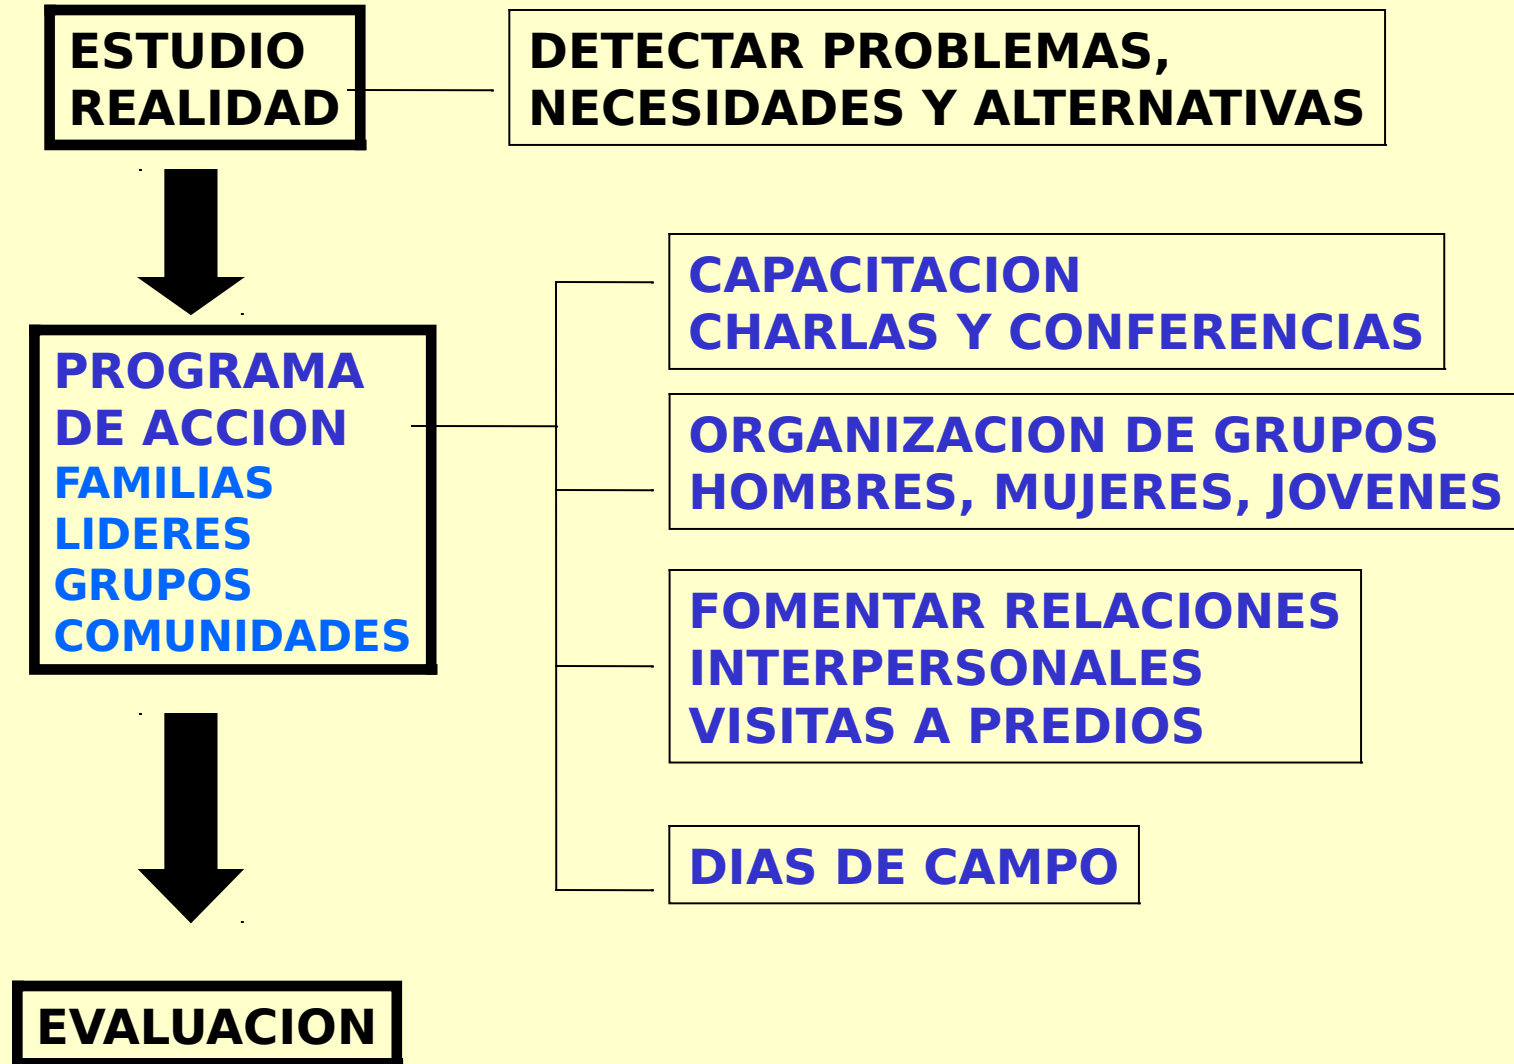 ESTUDIO
REALIDAD
DETECTAR PROBLEMAS,
NECESIDADES Y ALTERNATIVAS
PROGRAMA
DE ACCION
FAMILIAS
LIDERES
GRUPOS
COMUNIDADES
CAPACITACION
CHARLAS Y CONFERENCIAS
ORGANIZACION DE GRUPOS
HOMBRES, MUJERES, JOVENES
FOMENTAR RELACIONES
INTERPERSONALES
VISITAS A PREDIOS
DIAS DE CAMPO
EVALUACION